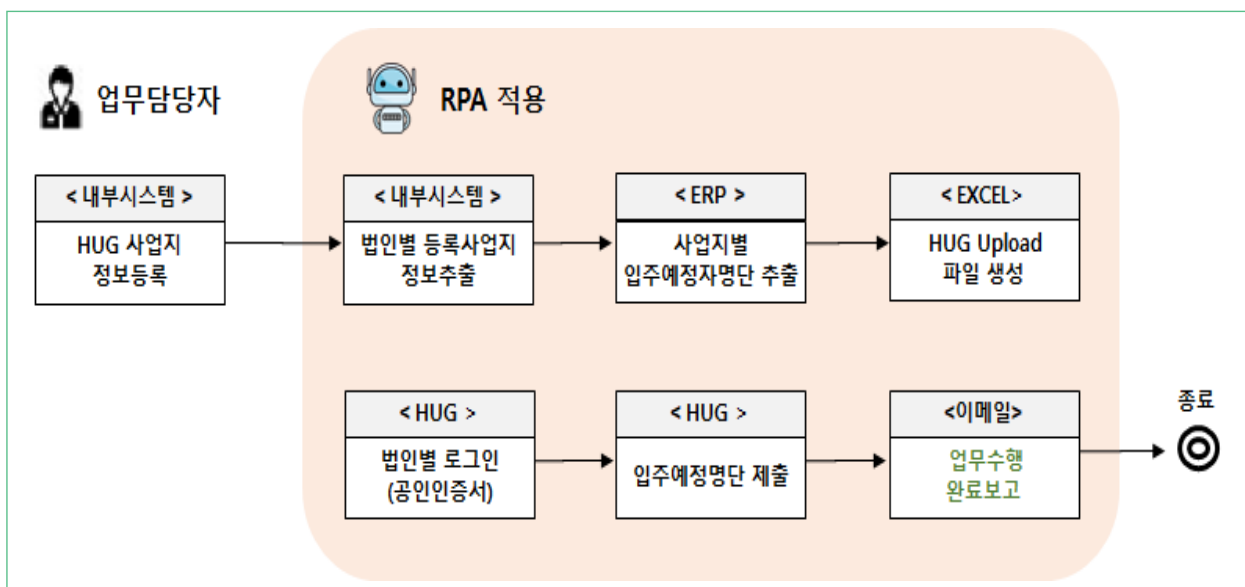 업무담당자
RPA 적용
< 내부시스템 >
HUG 사업지
정보등록
< 내부시스템 >
법인별 등록사업지
정보추출
< ERP >
사업지별
입주예정자명단 추출
< EXCEL>
HUG Upload
파일 생성
< HUG >
법인별 로그인
(공인인증서)
< HUG >
입주예정명단 제출
<이메일>
업무수행
완료보고
종료